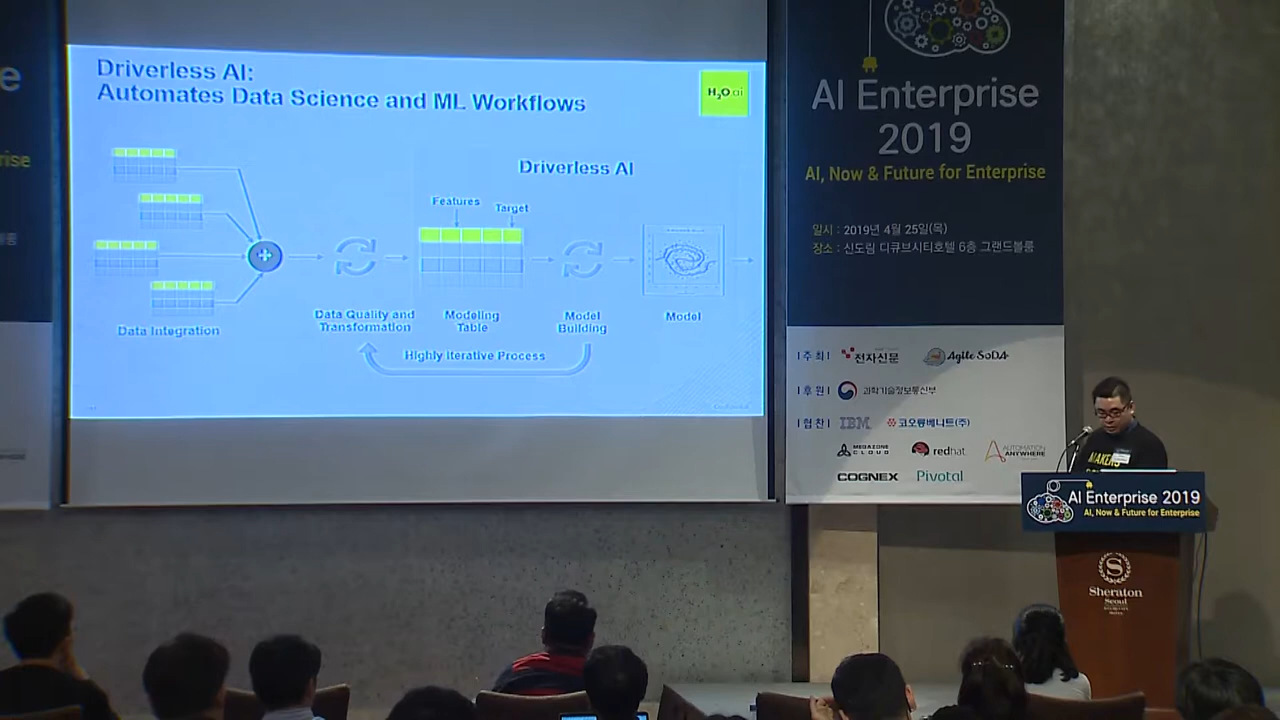 Driverless AI:
Automates Data Science and ML Workflows
H2O.ai
Driverless AI
Features
Target
Data Integration
Data Quality and
Transformation
Modeling
Table
Model
Building
Model
Highly Iterative Process
e
rise
AI Enterprise
2019
AI, Now & Future for Enterprise
일시 : 2019년 4월 25일(목)
장소 : 신도림 디큐브시티호텔 6층 그랜드볼룸
주최
전자신문
Agile SoDA
후원
과학기술정보통신부
협찬
IBM
코오롱베니트(주)
MEGAZONE
CLOUD
redhat
AUTOMATION
ANYWHERE
COGNEX
Pivotal
MAKERS
AI Enterprise 2019
AI, Now & Future for Enterprise
S
Sheraton
Seoul